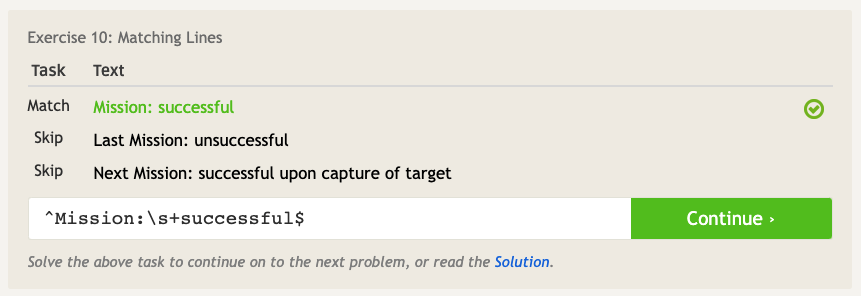 Exercise 10: Matching Lines
Task Text
Match Mission: successful
Skip Last Mission: unsuccessful
Skip Next Mission: successful upon capture of target
^Mission:\s+successful$
Continue ›
Solve the above task to continue on to the next problem, or read the Solution.